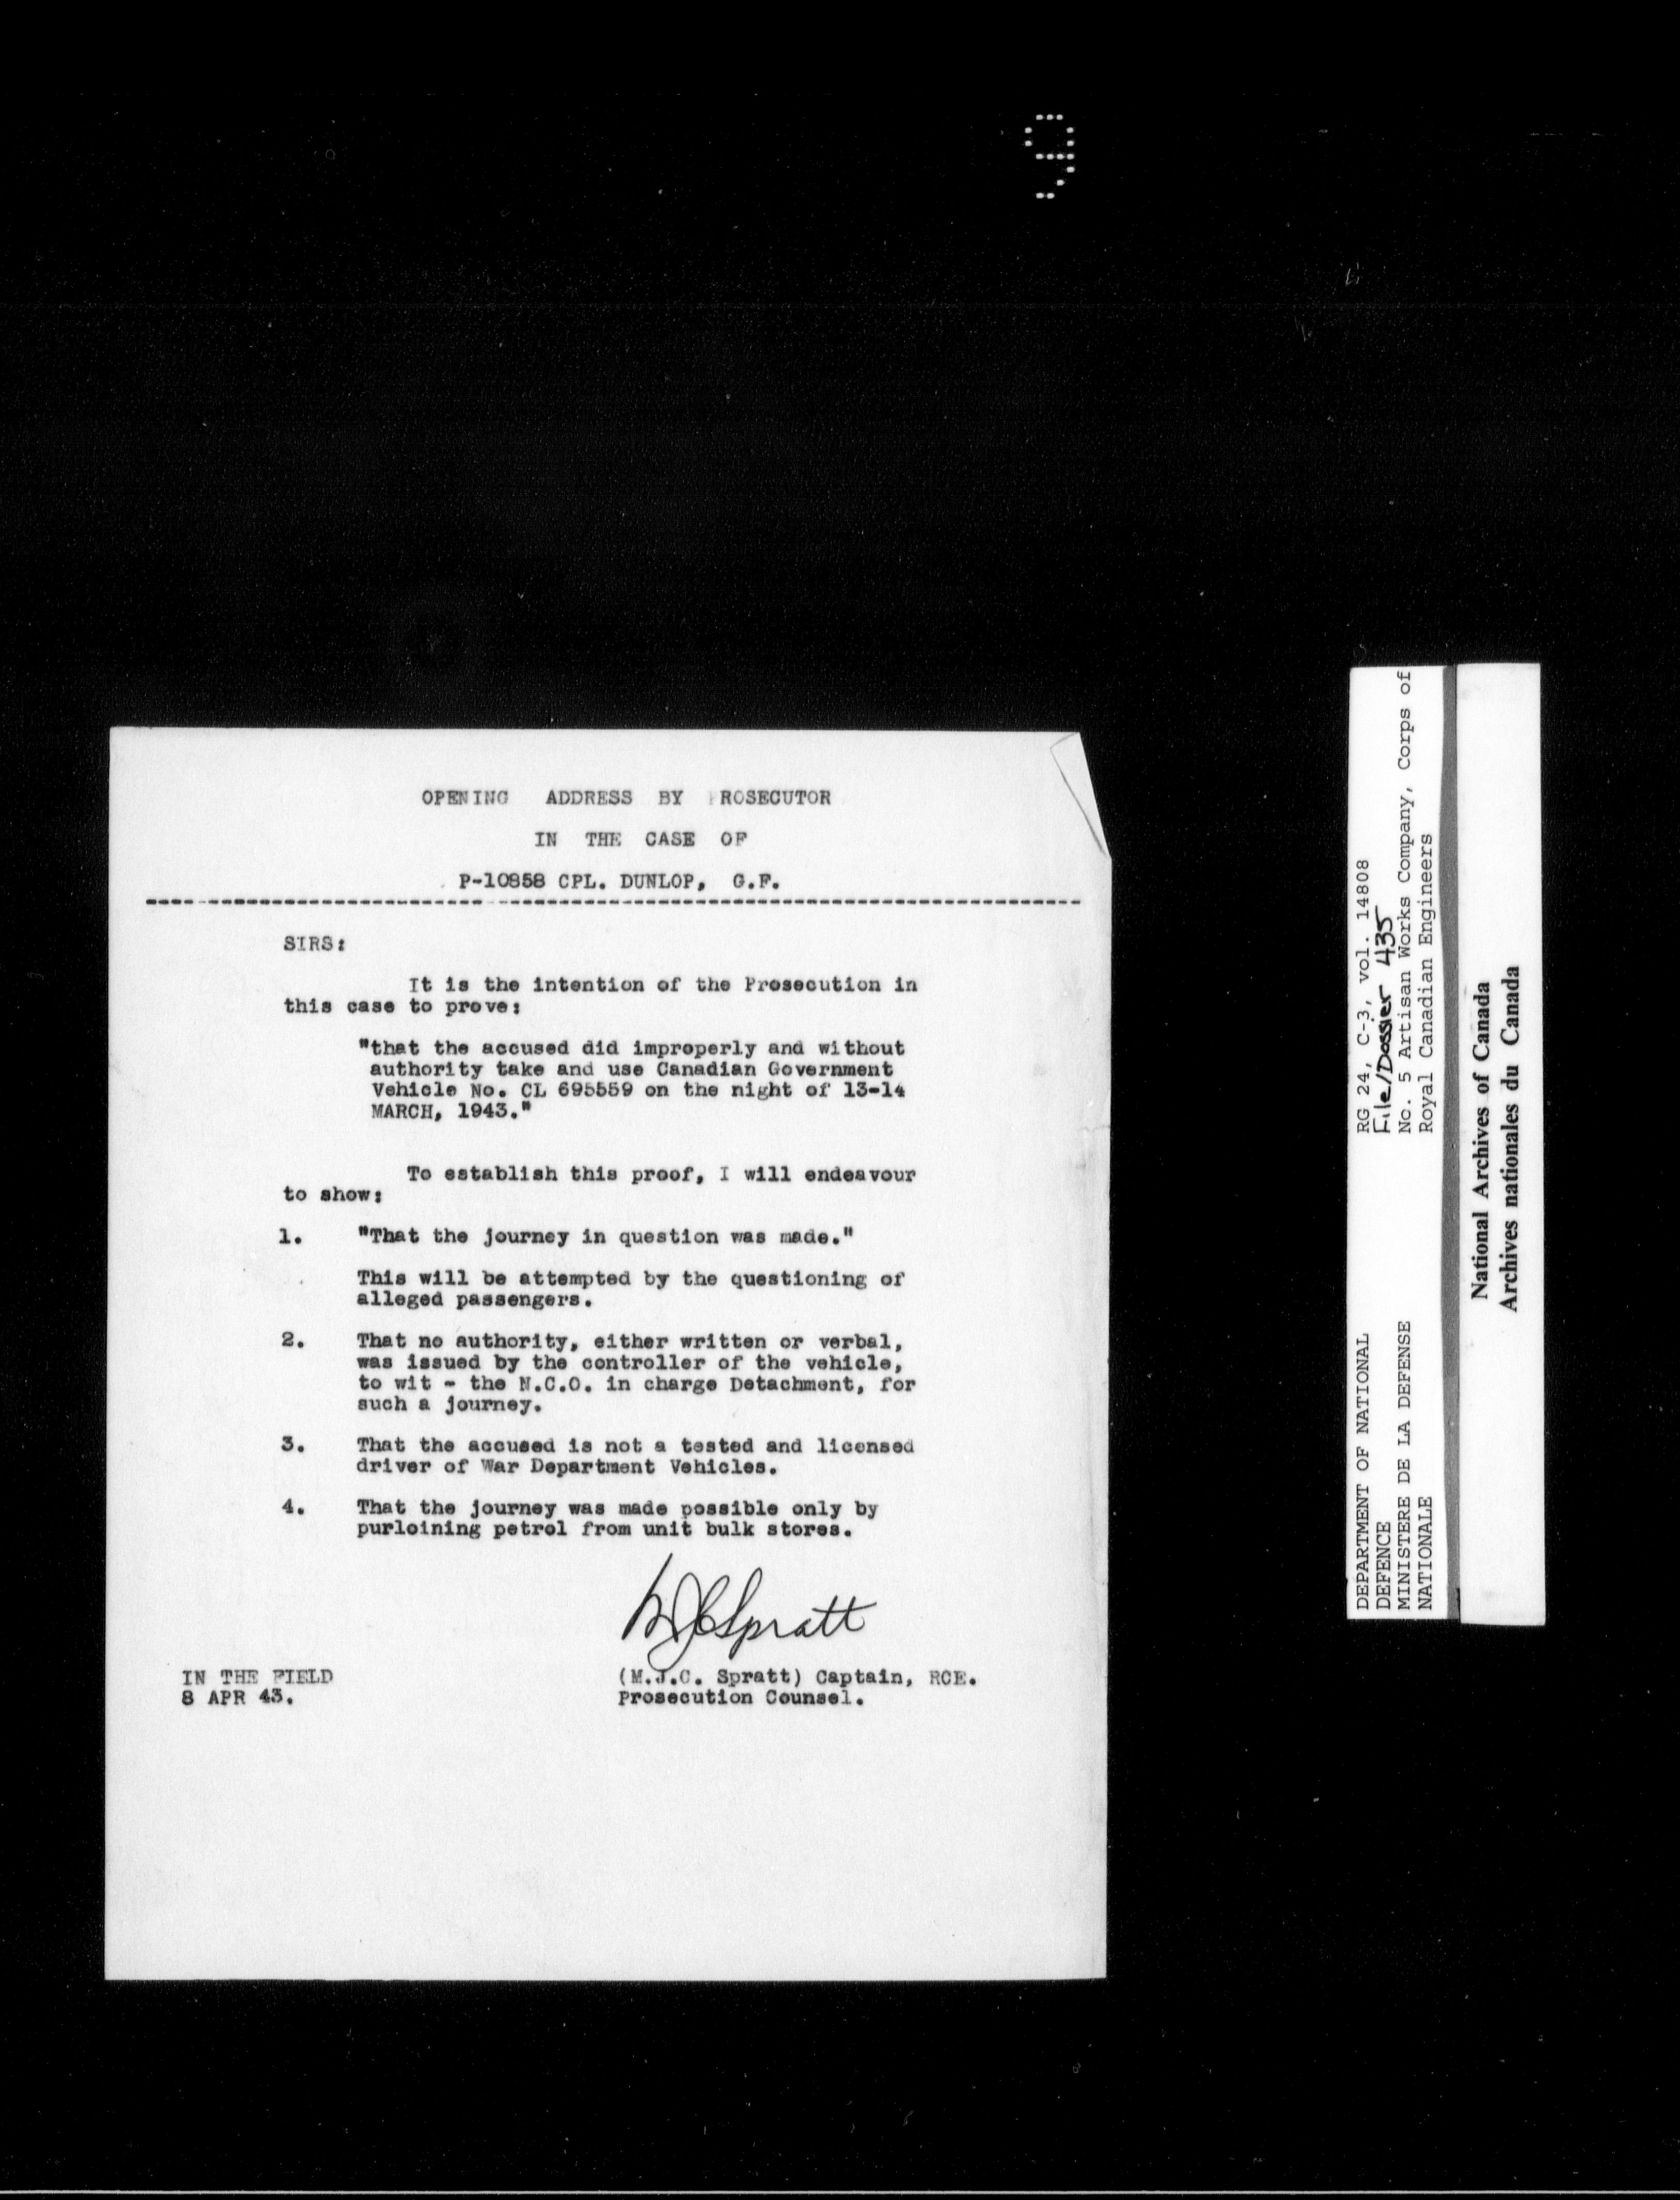 9
OPENING ADDRESS BY PROSECUTOR
IN THE CASE OF
P-10858 CPL. DUNLOP, G.F.
SIRS:
It is the intention of the Prosecution in
this case to prove:
"that the accused did improperly and without
authority take and use Canadian Government
Vehicle No. CL 695559 on the night of 13-14
MARCH, 1943."
To establish this proof, I will endeavour
to show:
1. "That the journey in question was made."
This will be attempted by the questioning of
alleged passengers.
2. That no authority, either written or verbal,
was issued by the controller of the vehicle,
to wit - the N.C.O. in charge Detachment, for
such a journey.
3. That the accused is not a tested and licensed
driver of War Department Vehicles.
4. That the journey was made possible only by
purloining petrol from unit bulk stores.
MJCSpratt
IN THE FIELD
8 APR 43.
(M.J.C. Spratt) Captain, RCE.
Prosecution Counsel.
DEPARTMENT OF NATIONAL
DEFENCE
MINISTERE DE LA DEFENSE
NATIONALE
RG 24, C-3, vol. 14808
File/Dossier 435
No. 5 Artisan Works Company, Corps of
Royal Canadian Engineers
National Archives of Canada
Archives nationales du Canada